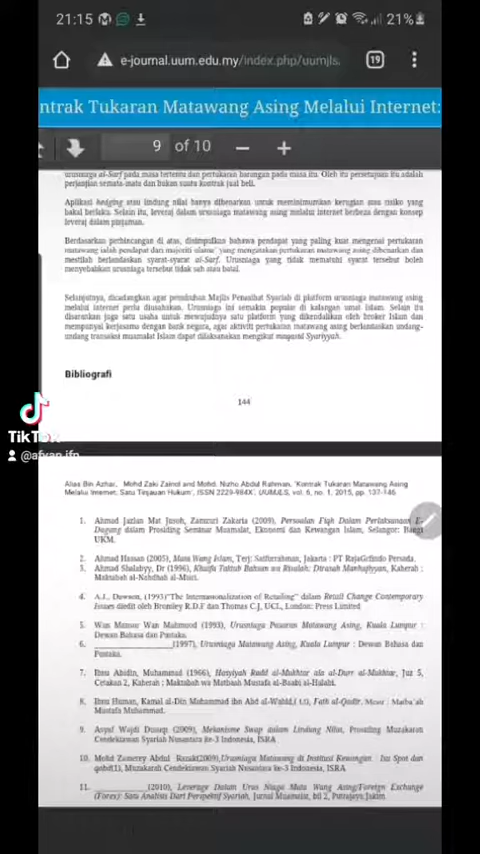 21:15
21%
e-journal.uum.edu.my/index.php/uumjls.
19
ntrak Tukaran Matawang Asing Melalui Internet:
9 of 10
urusniaga al-Sarf pada masa tertentu dan pertukaran barangan pada masa itu. Oleh itu persetujuan itu adalah
perjanjian semata-mata dan bukan suatu kontrak jual beli.
Aplikasi hedging atau lindung nilai hanya dibenarkan untuk meminimumkan kerugian atau risiko yang
bakal berlaku. Selain itu, leveraj dalam urusniaga matawang asing melalui internet berbeza dengan konsep
leveraj dalam pinjaman.
Berdasarkan perbincangan di atas, disimpulkan bahawa pendapat yang paling kuat mengenai pertukaran
matawang ialah pendapat dari majoriti ulama' yang mengatakan pertukaran matawang asing dibenarkan dan
mestilah berlandaskan syarat-syarat al-Sarf. Urusniaga yang tidak mematuhi syarat tersebut boleh
menyebabkan urusniaga tersebut tidak sah atau batal.
Selanjutnya, dicadangkan agar penubuhan Majlis Penasihat Syariah di platform urusniaga matawang asing
melalui internet perlu diusahakan. Urusniaga ini semakin popular di kalangan umat Islam. Selain itu
disarankan juga satu usaha untuk mewujudnya satu platform yang dikendalikan oleh broker Islam dan
mempunyai kerjasama dengan bank negara, agar aktiviti pertukaran matawang asing berlandaskan undang-
undang transaksi muamalat Islam dapat dilaksanakan mengikut maqasid Syariyyah.
Bibliografi
144
TikTok
@afyan.ifn
Alias Bin Azhar, Mohd Zaki Zainol and Mohd. Nizho Abdul Rahman. 'Kontrak Tukaran Matawang Asing
Melalui Internet, Satu Tinjauan Hukum', ISSN 2229-984X, UUMJLS, vol. 6, no. 1, 2015, pp. 137-146
1. Ahmad Jazlan Mat Jusoh, Zamzuri Zakaria (2009), Persoalan Fiqh Dalam Perlaksanaan E-
Dagang dalam Prosiding Seminar Muamalat, Ekonomi dan Kewangan Islam, Selangor: Bangi
UKM.
2. Ahmad Hassan (2005), Mata Wang Islam, Terj: Saifurrahman, Jakarta : PT RajaGrfindo Persada.
3. Ahmad Shalabyy, Dr (1996), Khaifa Taktub Bahsan wa Risalah: Dirasah Manhajiyyan, Kaherah :
Maktabah al-Nahdhah al-Misri.
4. A.J., Dawson, (1993)"The Internasionalization of Retailing" dalam Retail Change Contemporary
Issues diedit oleh Bromley R.D.F dan Thomas C.J, UCL, London: Press Limited
5. Wan Mansor Wan Mahmood (1993), Urusniaga Pasaran Matawang Asing, Kuala Lumpur :
Dewan Bahasa dan Pustaka.
6. (1997), Urusniaga Matawang Asing, Kuala Lumpur : Dewan Bahasa dan
Pustaka.
7. Ibnu Abidin, Muhammad (1966), Hasyiyah Radd al-Mukhtar ala al-Durr al-Mukhtar, Juz 5,
Cetakan 2, Kaherah : Maktabah wa Matbaah Mustafa al-Baabi al-Halabi.
8. Ibnu Human, Kamal al-Din Muhammad ibn Abd al-Wahid, Fath al-Qadir. Mesir : Matba'ah
Mustafa Muhammad.
9. Asyaf Wajdi Dusuqi (2009), Mekanisme Swap dalam Lindung Nilai, Prosiding Muzakarah
Cendekiawan Syariah Nusantara ke-3 Indonesia, ISRA
10. Mohd Zamerey Abdul Razak(2009),Urusniaga Matawang di Institusi Kewangan : Isu Spot dan
qabd(1), Muzakarah Cendekiawan Syariah Nusantara ke-3 Indonesia, ISRA
11. (2010), Leverage Dalam Urus Niaga Mata Wang Asing/Foreign Exchange
(Forex): Satu Analisis Dari Perspektif Syariah, Jurnal Muamalat, bil 2, Putrajaya:Jakim.